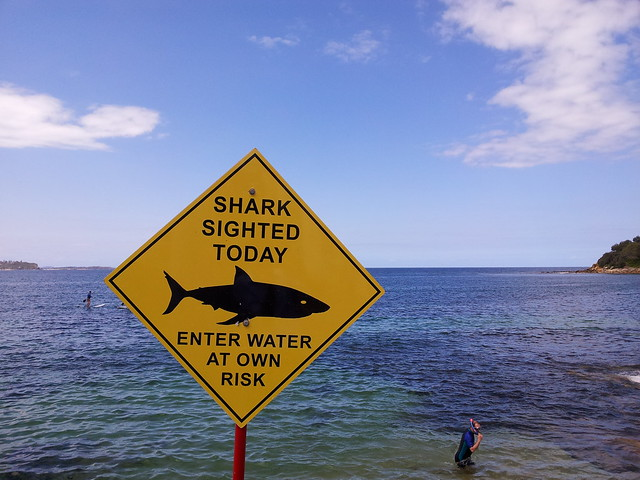 SHARK
SIGHTED
TODAY
ENTER WATER
AT OWN
RISK